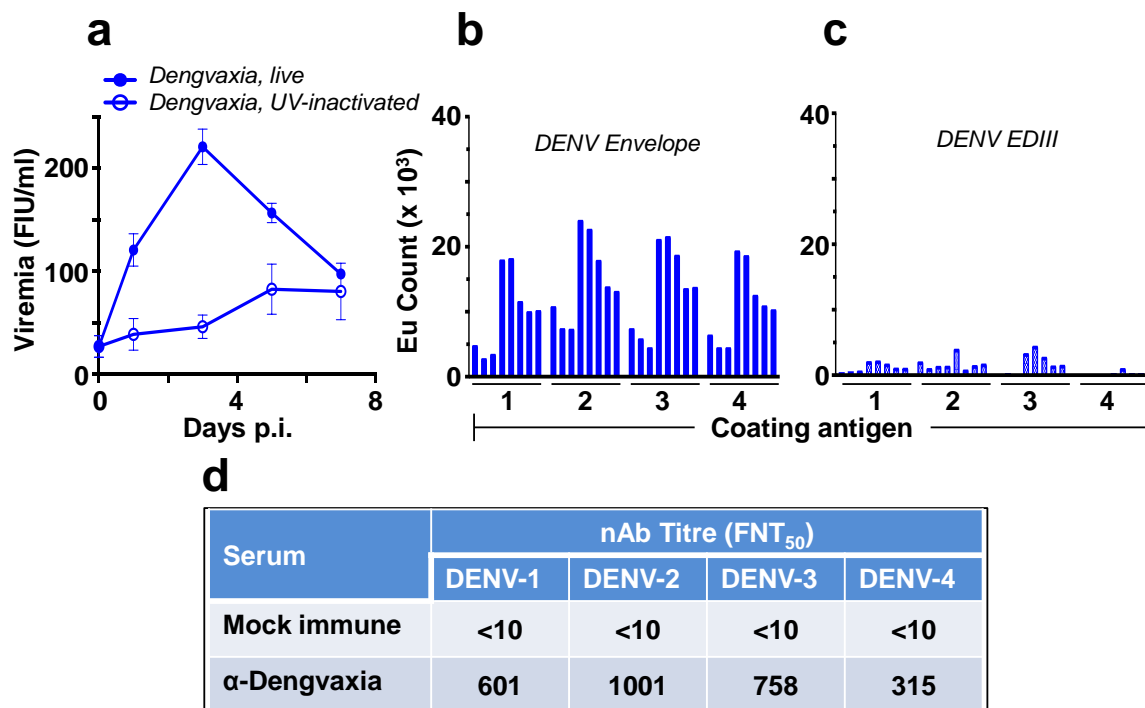 a
Dengvaxia, live
Dengvaxia, UV-inactivated
Viremia (FIU/ml)
200
100
0
0
4
8
Days p.i.
b
DENV Envelope
Eu Count (x 10³)
40
20
0
1 2 3 4
c
DENV EDIII
40
20
0
1 2 3 4
Coating antigen
d
Serum
nAb Titre (FNT₅₀)
DENV-1 DENV-2 DENV-3 DENV-4
Mock immune <10 <10 <10 <10
α-Dengvaxia 601 1001 758 315